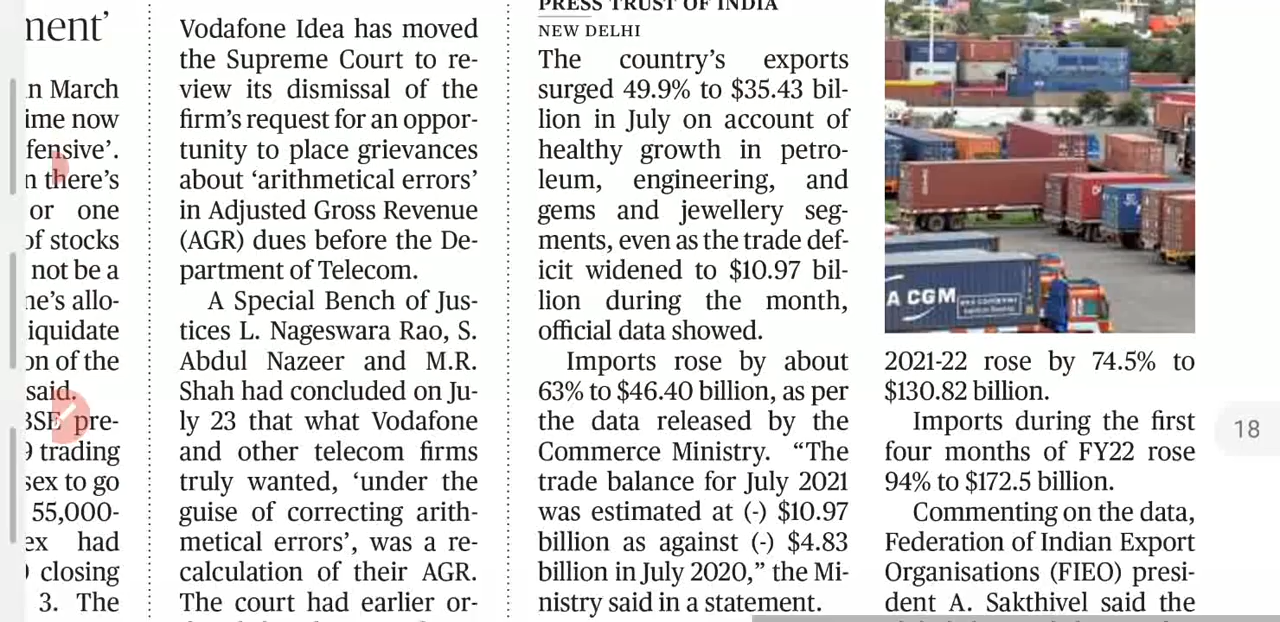 ment’
in March
ime now
fensive’.
n there’s
or one
of stocks
not be a
ne’s allo-
iquidate
on of the
said.
BSE pre-
9 trading
sex to go
55,000-
ex had
closing
3. The
Vodafone Idea has moved
the Supreme Court to re-
view its dismissal of the
firm’s request for an oppor-
tunity to place grievances
about ‘arithmetical errors’
in Adjusted Gross Revenue
(AGR) dues before the De-
partment of Telecom.
A Special Bench of Jus-
tices L. Nageswara Rao, S.
Abdul Nazeer and M.R.
Shah had concluded on Ju-
ly 23 that what Vodafone
and other telecom firms
truly wanted, ‘under the
guise of correcting arith-
metical errors’, was a re-
calculation of their AGR.
The court had earlier or-
PRESS TRUST OF INDIA
NEW DELHI
The country’s exports
surged 49.9% to $35.43 bil-
lion in July on account of
healthy growth in petro-
leum, engineering, and
gems and jewellery seg-
ments, even as the trade def-
icit widened to $10.97 bil-
lion during the month,
official data showed.
Imports rose by about
63% to $46.40 billion, as per
the data released by the
Commerce Ministry. “The
trade balance for July 2021
was estimated at (-) $10.97
billion as against (-) $4.83
billion in July 2020,” the Mi-
nistry said in a statement.
A CGM
2021-22 rose by 74.5% to
$130.82 billion.
Imports during the first
four months of FY22 rose
94% to $172.5 billion.
Commenting on the data,
Federation of Indian Export
Organisations (FIEO) presi-
dent A. Sakthivel said the
18